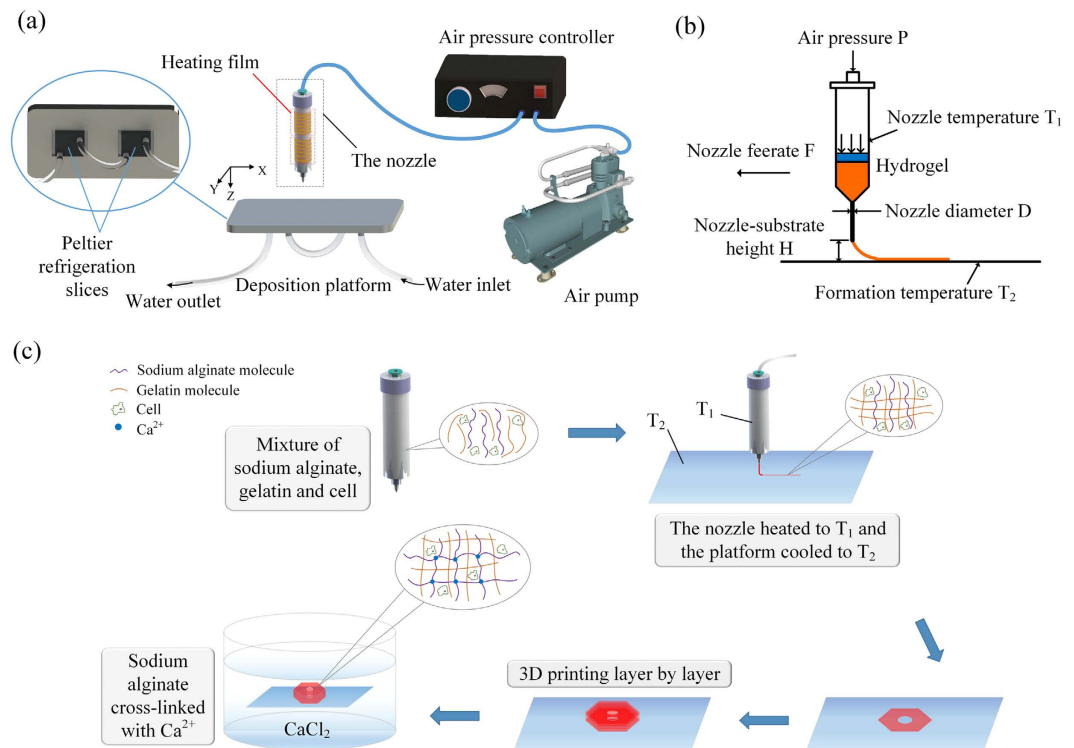 (a)
Air pressure controller
Heating film
The nozzle
X
Y
Z
Peltier
refrigeration
slices
Water outlet
Deposition platform
Water inlet
Air pump
(b)
Air pressure P
Nozzle temperature T₁
Nozzle feerate F
Hydrogel
Nozzle diameter D
Nozzle-substrate
height H
Formation temperature T₂
(c)
Sodium alginate molecule
Gelatin molecule
Cell
Ca²⁺
Mixture of
sodium alginate,
gelatin and cell
T₁
T₂
The nozzle heated to T₁ and
the platform cooled to T₂
3D printing layer by layer
Sodium
alginate
cross-linked
with Ca²⁺
CaCl₂